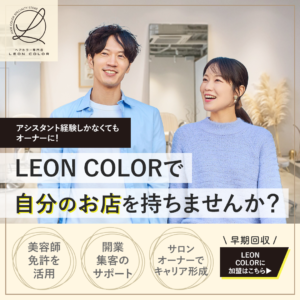 ヘアカラー専門店
LEON COLOR
アシスタント経験しかなくても
オーナーに!
LEON COLORで
自分のお店を持ちませんか?
美容師
免許を
活用
開業
集客の
サポート
サロン
オーナーで
キャリア形成
\ 早期回収 /
LEON
COLORに
加盟はこちら▶